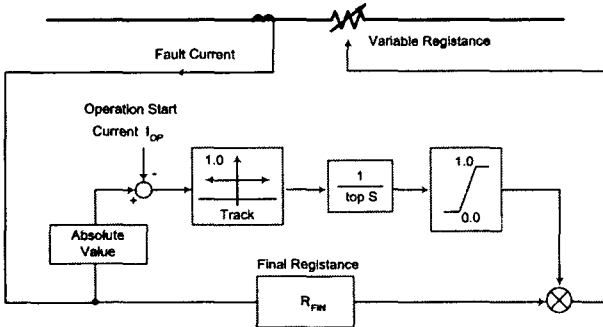 Fault Current
Variable Registance
Operation Start
Current I_OP
+
-
1.0
Track
1
top S
1.0
0.0
Absolute
Value
Final Registance
R_FIN